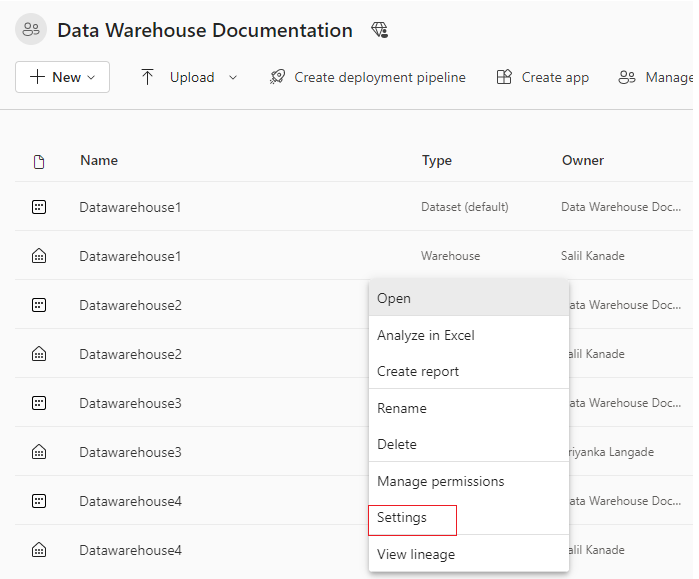 Data Warehouse Documentation
New Upload Create deployment pipeline Create app Manage
Name Type Owner
Datawarehouse1 Dataset (default) Data Warehouse Doc...
Datawarehouse1 Warehouse Salil Kanade
Open
Datawarehouse2 ata Warehouse Doc...
Analyze in Excel
Datawarehouse2 alil Kanade
Create report
Datawarehouse3 ata Warehouse Doc...
Rename
Delete
Datawarehouse3 riyanka Langade
Manage permissions
Datawarehouse4 ata Warehouse Doc...
Settings
Datawarehouse4 alil Kanade
View lineage